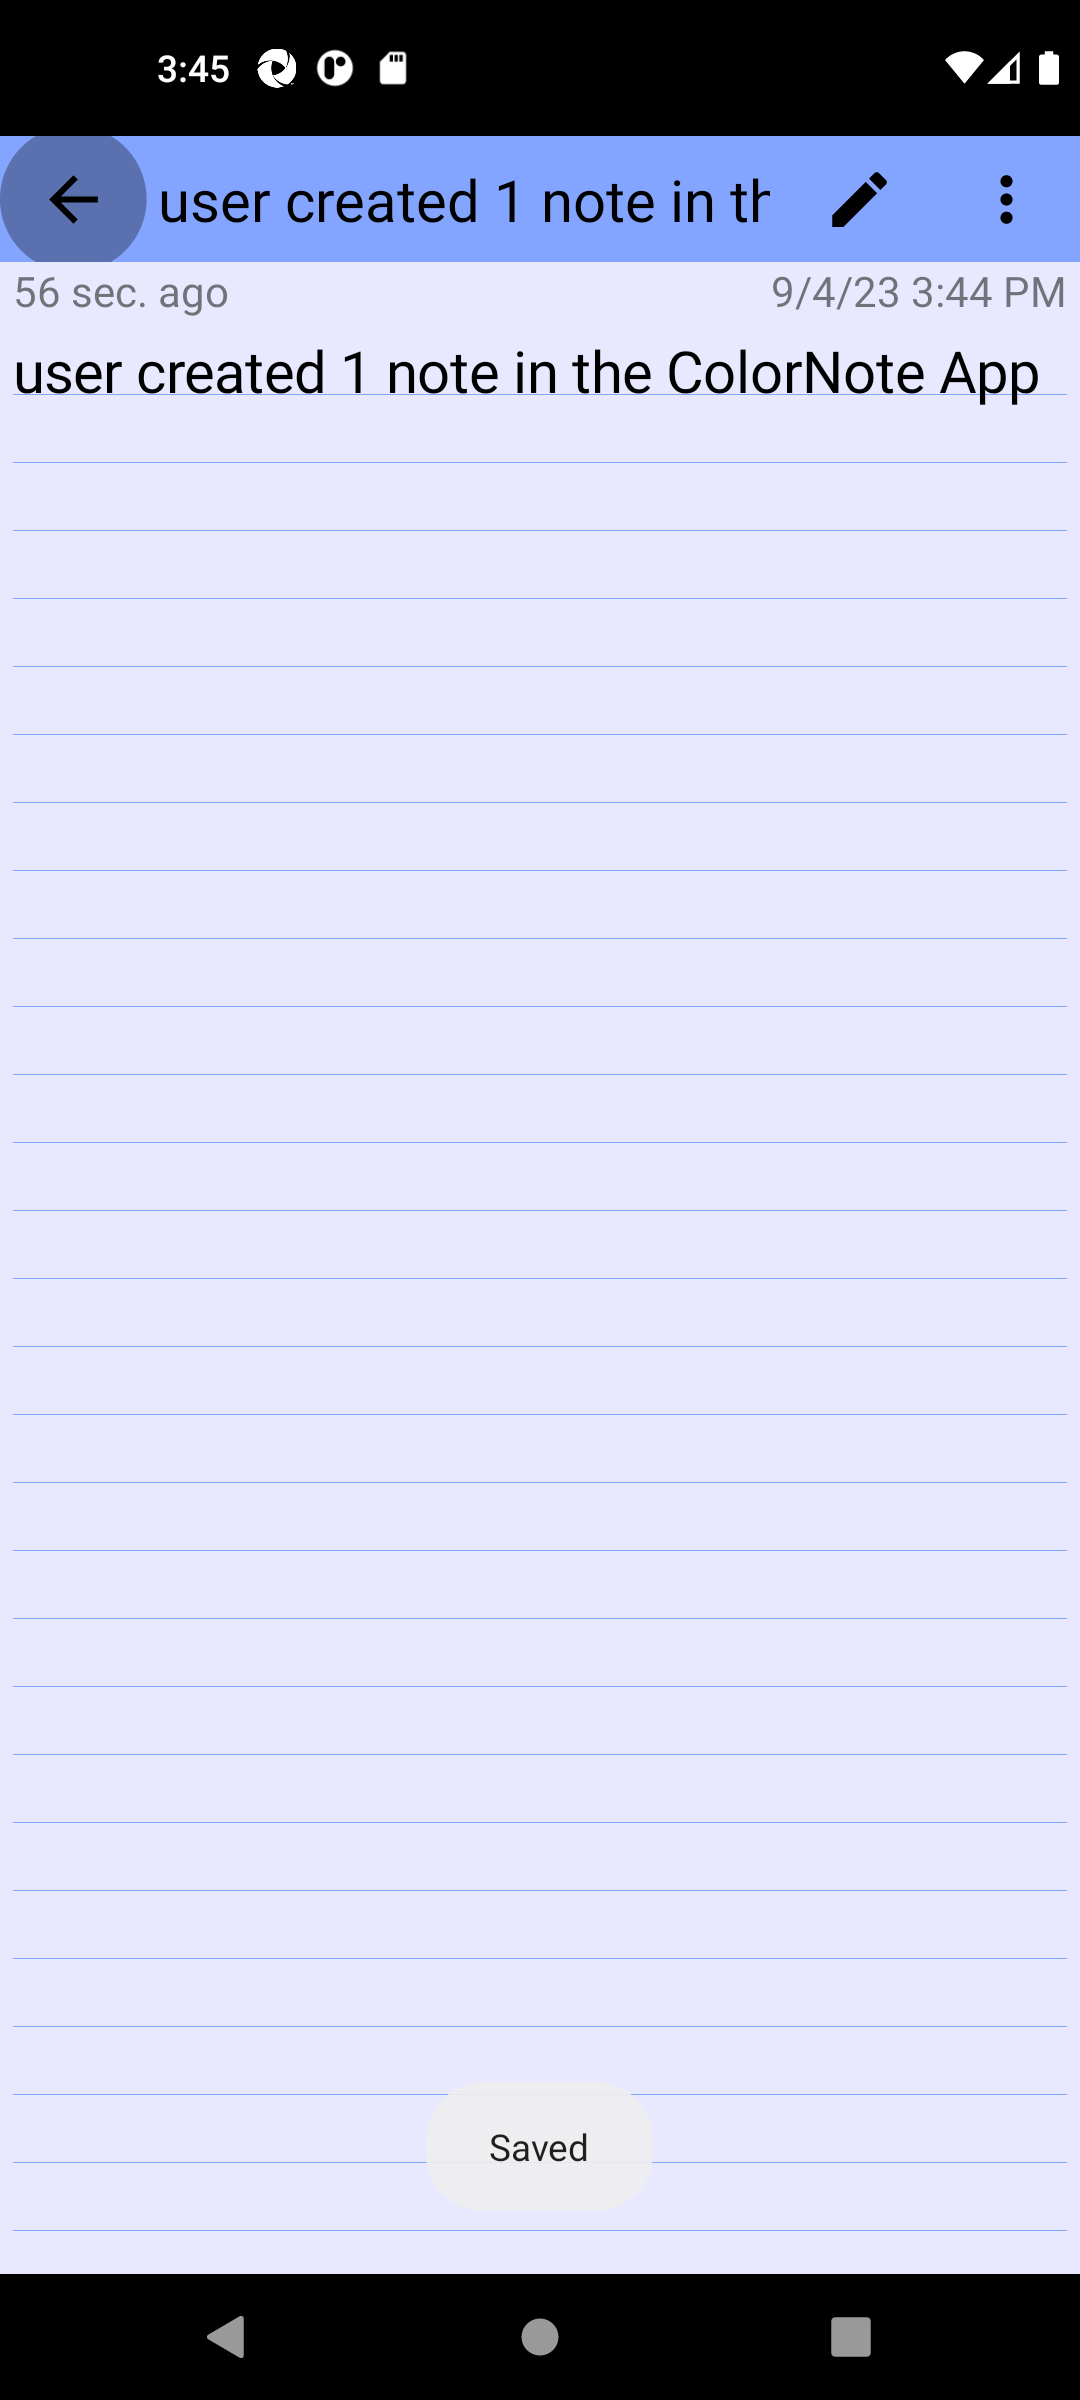 3:45
user created 1 note in th
56 sec. ago 9/4/23 3:44 PM
user created 1 note in the ColorNote App
Saved